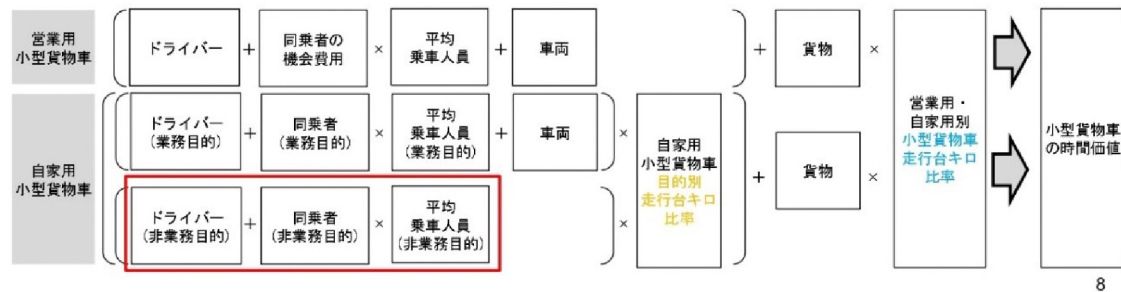 営業用
小型貨物車
ドライバー
+
同乗者の
機会費用
×
平均
乗車人員
+
車両
+
貨物
×
自家用
小型貨物車
ドライバー
(業務目的)
+
同乗者
(業務目的)
×
平均
乗車人員
(業務目的)
+
車両
×
ドライバー
(非業務目的)
+
同乗者
(非業務目的)
×
平均
乗車人員
(非業務目的)
×
自家用
小型貨物車
目的別
走行台キロ
比率
+
貨物
×
営業用・
自家用別
小型貨物車
走行台キロ
比率
小型貨物車
の時間価値
8